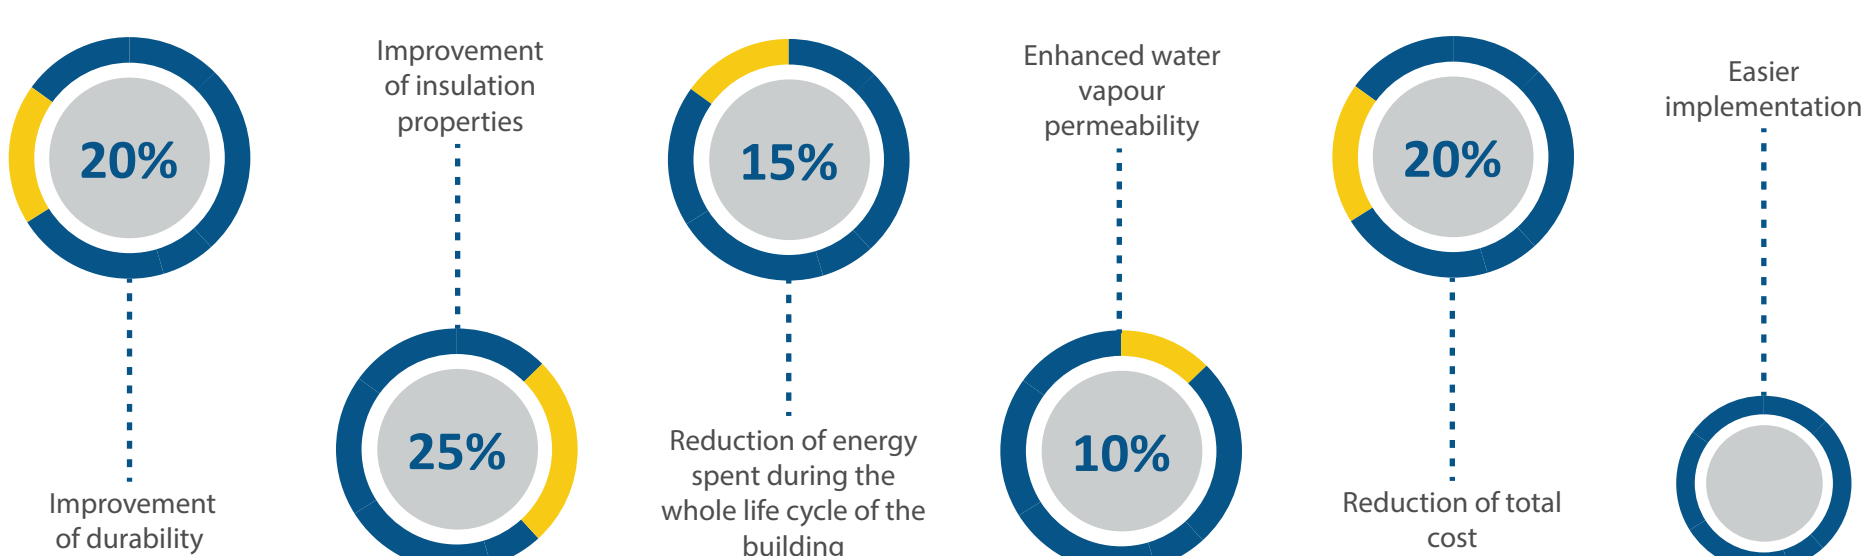 20%
Improvement
of durability
Improvement
of insulation
properties
25%
15%
Reduction of energy
spent during the
whole life cycle of the
building
Enhanced water
vapour
permeability
10%
20%
Reduction of total
cost
Easier
implementation